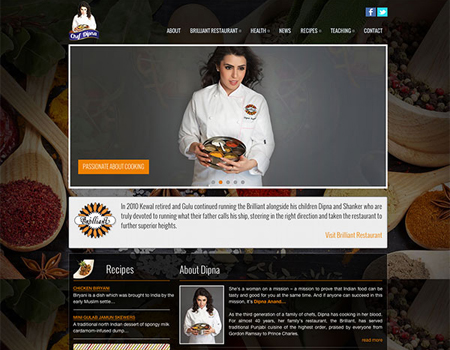 Chef Dipna
ABOUT BRILLIANT RESTAURANT HEALTH NEWS RECIPES TEACHING CONTACT
PASSIONATE ABOUT COOKING
Brilliant
In 2010 Kewal retired and Gulu continued running the Brilliant alongside his children Dipna and Shanker who are
truly devoted to running what their father calls his ship, steering in the right direction and taken the restaurant to
further superior heights.
Visit Brilliant Restaurant
Recipes
CHICKEN BIRYANI
Biryani is a dish which was brought to India by the
early Muslim settle...
MINI GULAB JAMUN SKEWERS
A traditional north Indian dessert of spongy milk
cardamom-infused dump...
About Dipna
She's a woman on a mission – a mission to prove that Indian food can be
tasty and good for you at the same time. And if anyone can succeed in this
mission, it's Dipna Anand...
As the third generation of a family of chefs, Dipna has cooking in her blood.
For almost 40 years, her family's restaurant, the Brilliant, has served
traditional Punjabi cuisine of the highest order, praised by everyone from
Gordon Ramsay to Prince Charles.
read more